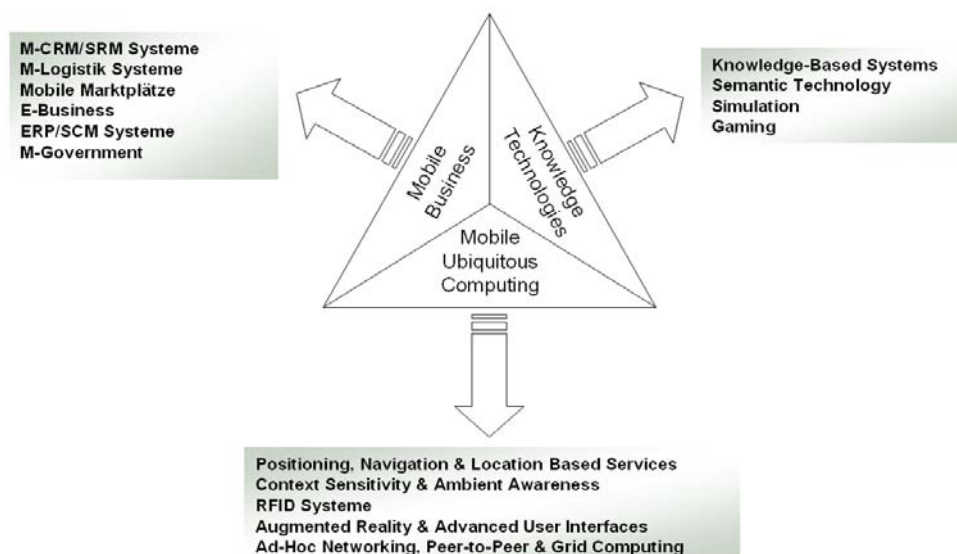 M-CRM/SRM Systeme
M-Logistik Systeme
Mobile Marktplätze
E-Business
ERP/SCM Systeme
M-Government
Knowledge-Based Systems
Semantic Technology
Simulation
Gaming
Mobile
Business
Knowledge
Technologies
Mobile
Ubiquitous
Computing
Positioning, Navigation & Location Based Services
Context Sensitivity & Ambient Awareness
RFID Systeme
Augmented Reality & Advanced User Interfaces
Ad-Hoc Networking, Peer-to-Peer & Grid Computing